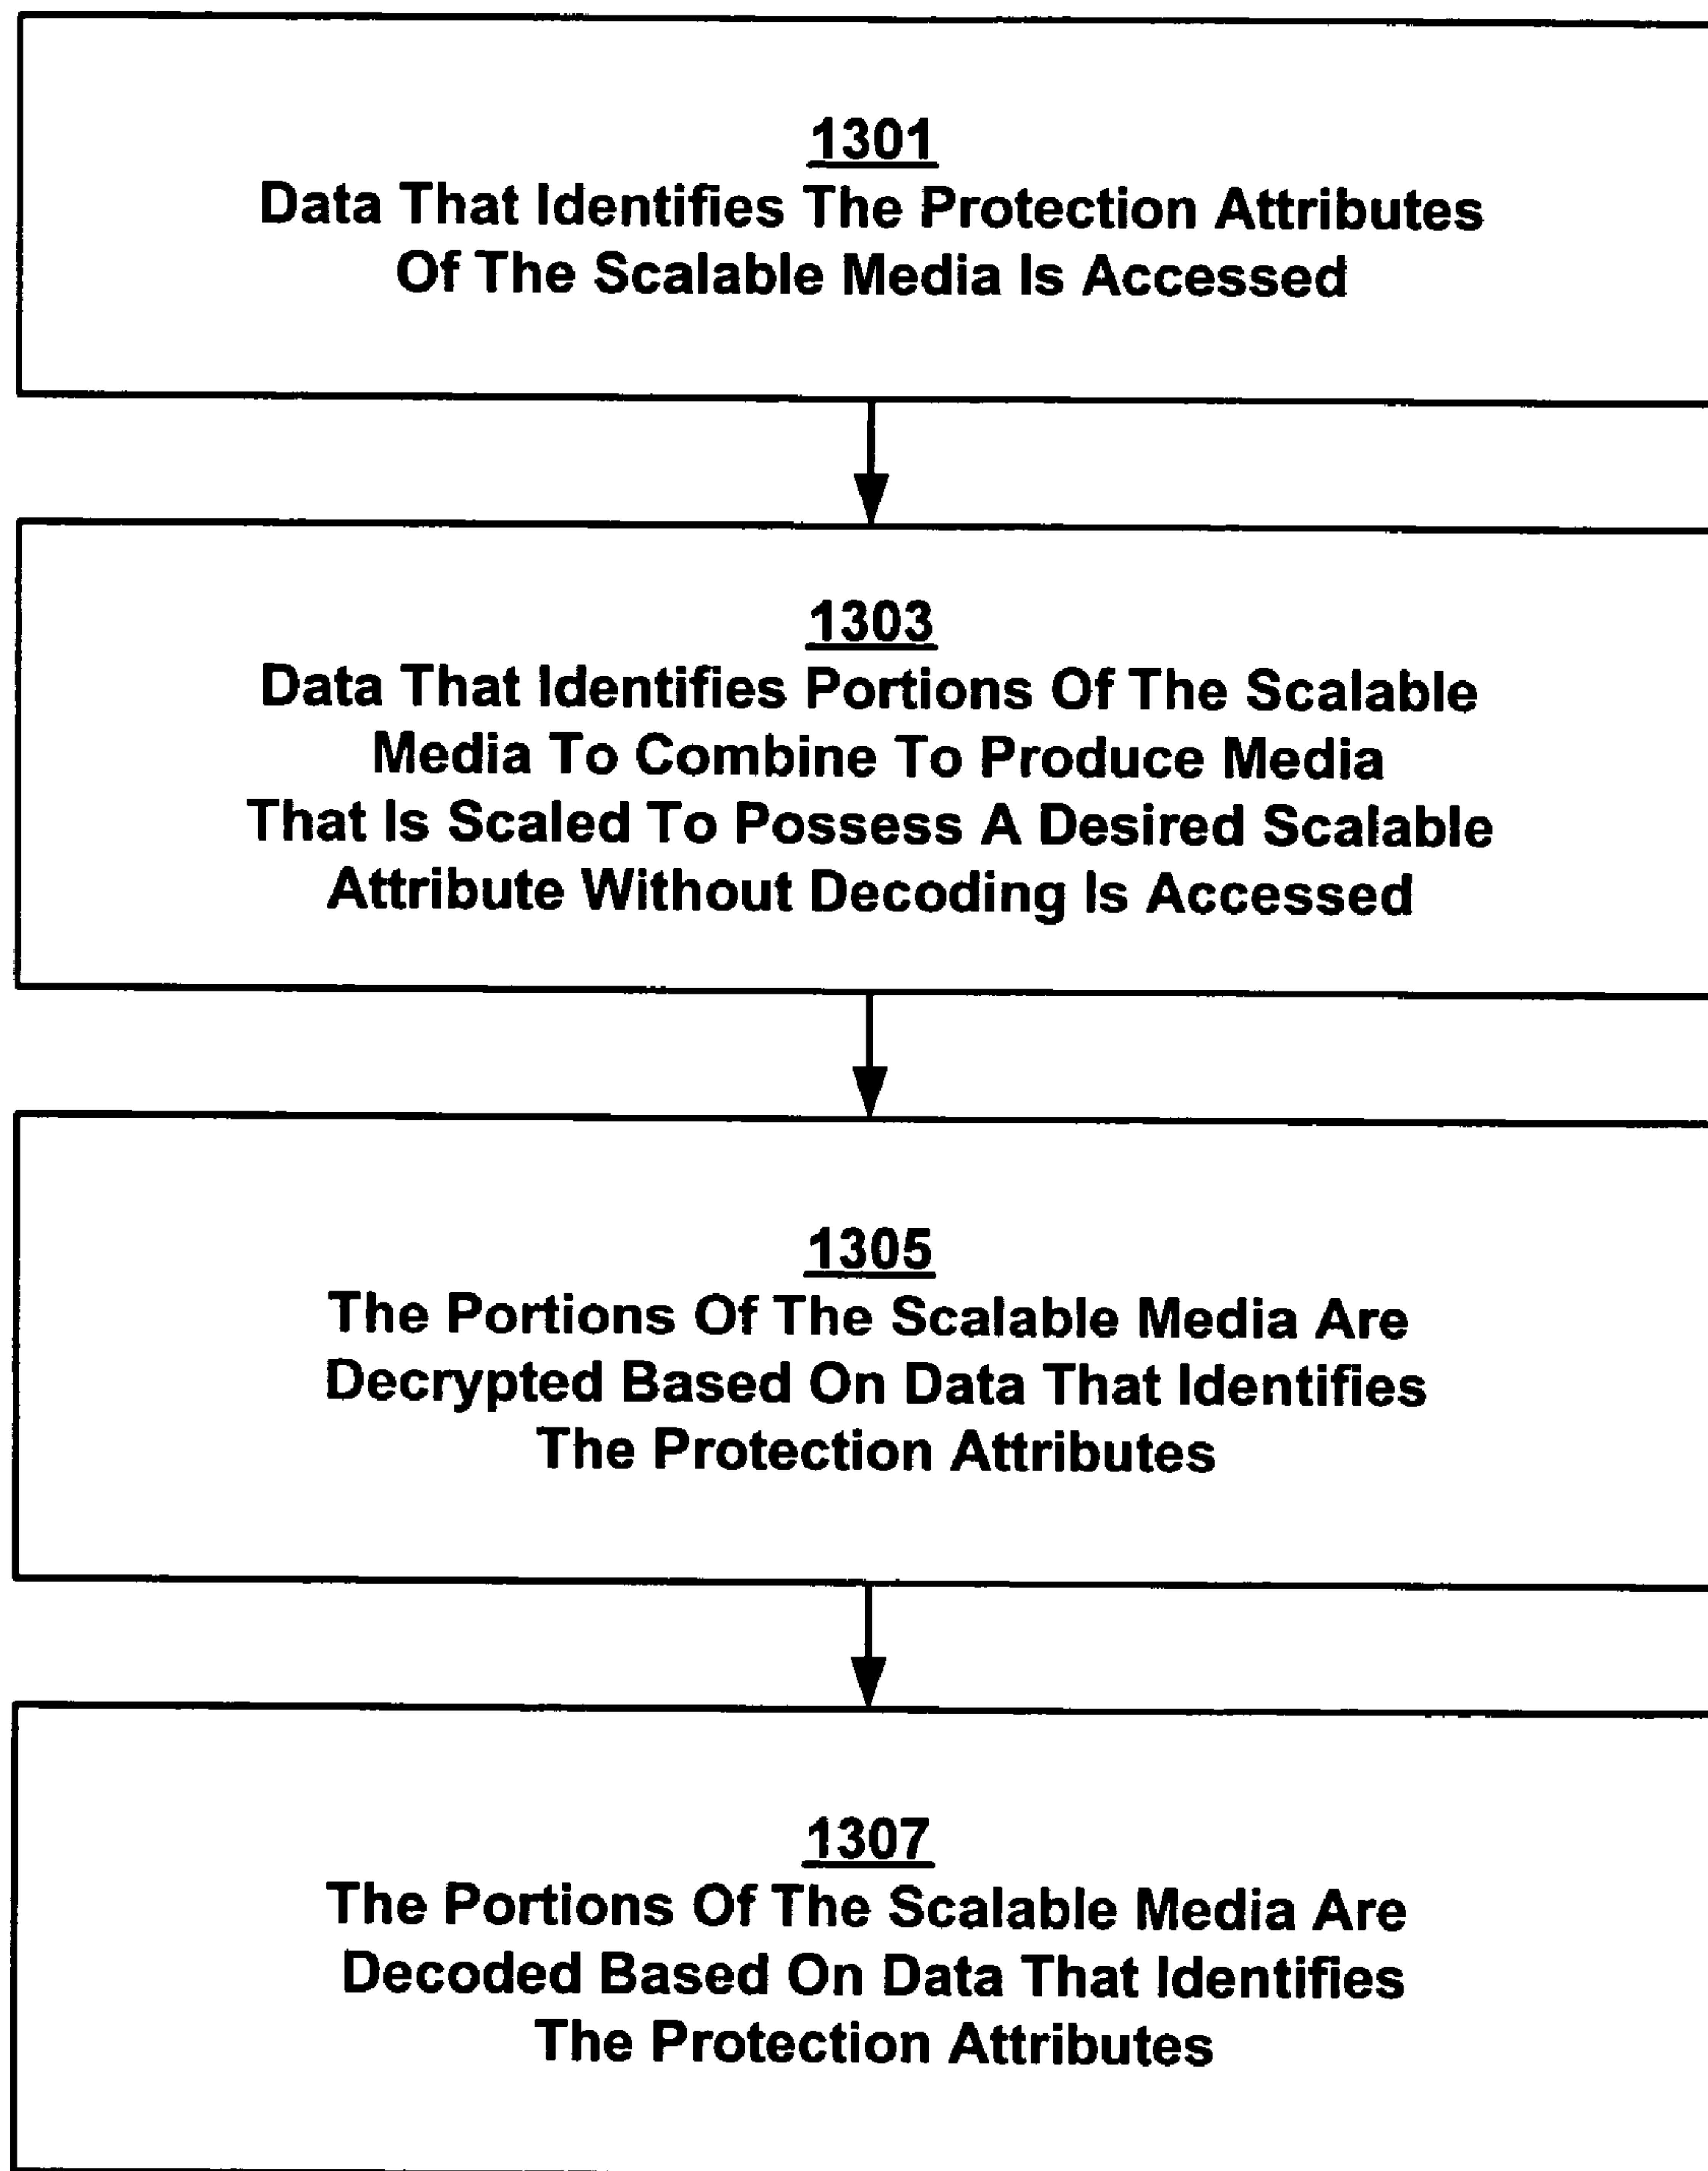 1301
Data That Identifies The Protection Attributes
Of The Scalable Media Is Accessed
1303
Data That Identifies Portions Of The Scalable
Media To Combine To Produce Media
That Is Scaled To Possess A Desired Scalable
Attribute Without Decoding Is Accessed
1305
The Portions Of The Scalable Media Are
Decrypted Based On Data That Identifies
The Protection Attributes
1307
The Portions Of The Scalable Media Are
Decoded Based On Data That Identifies
The Protection Attributes